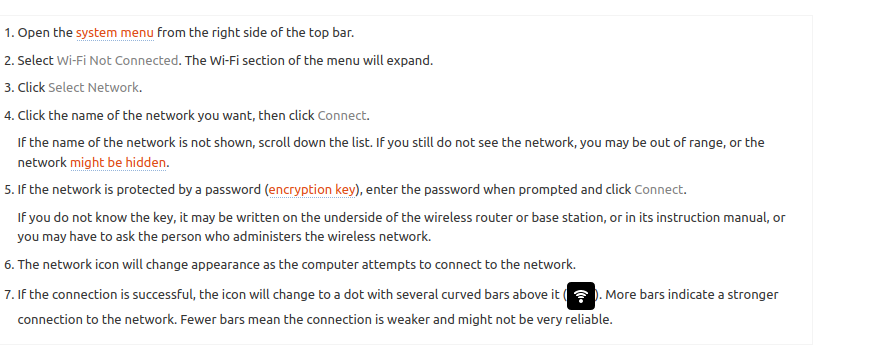 1. Open the system menu from the right side of the top bar.
2. Select Wi-Fi Not Connected. The Wi-Fi section of the menu will expand.
3. Click Select Network.
4. Click the name of the network you want, then click Connect.
If the name of the network is not shown, scroll down the list. If you still do not see the network, you may be out of range, or the
network might be hidden.
5. If the network is protected by a password (encryption key), enter the password when prompted and click Connect.
If you do not know the key, it may be written on the underside of the wireless router or base station, or in its instruction manual, or
you may have to ask the person who administers the wireless network.
6. The network icon will change appearance as the computer attempts to connect to the network.
7. If the connection is successful, the icon will change to a dot with several curved bars above it ( ). More bars indicate a stronger
connection to the network. Fewer bars mean the connection is weaker and might not be very reliable.